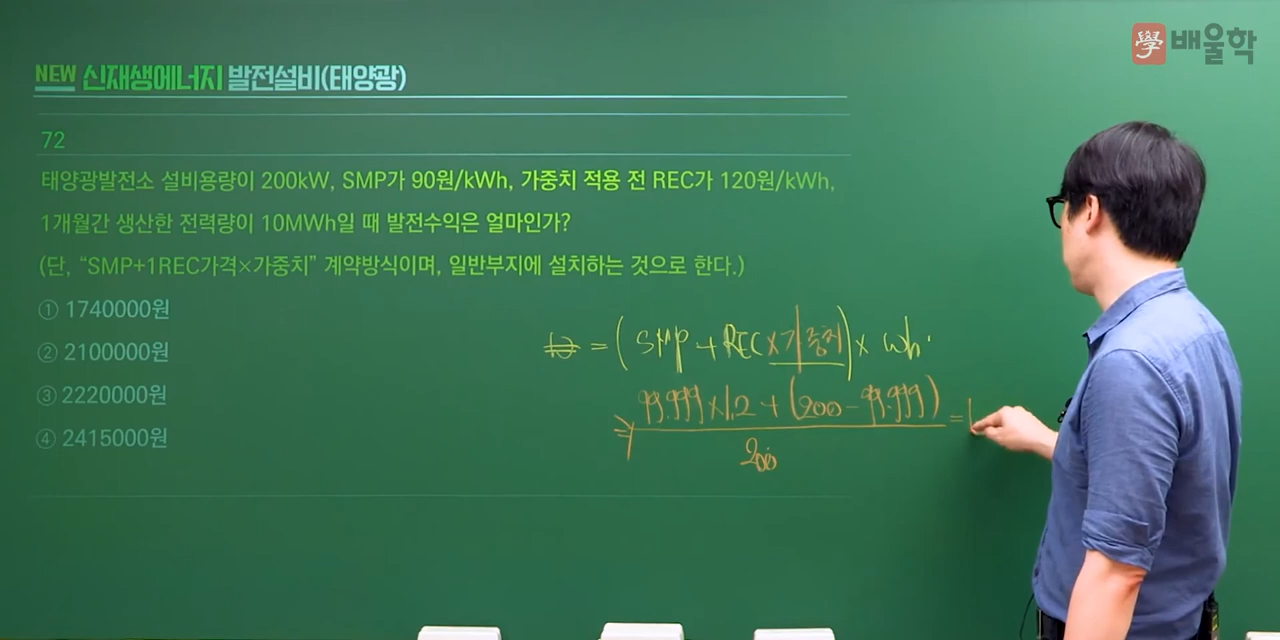 學 배울학
NEW 신재생에너지 발전설비(태양광)
72
태양광발전소 설비용량이 200kW, SMP가 90원/kWh, 가중치 적용 전 REC가 120원/kWh,
1개월간 생산한 전력량이 10MWh일 때 발전수익은 얼마인가?
(단, “SMP+1REC가격×가중치” 계약방식이며, 일반부지에 설치하는 것으로 한다.)
① 1740000원
② 2100000원
③ 2220000원
④ 2415000원
= (SMP + REC × 가중치) × Wh
⇒ 99.999 × 1.2 + (200 - 99.999) = 1
200